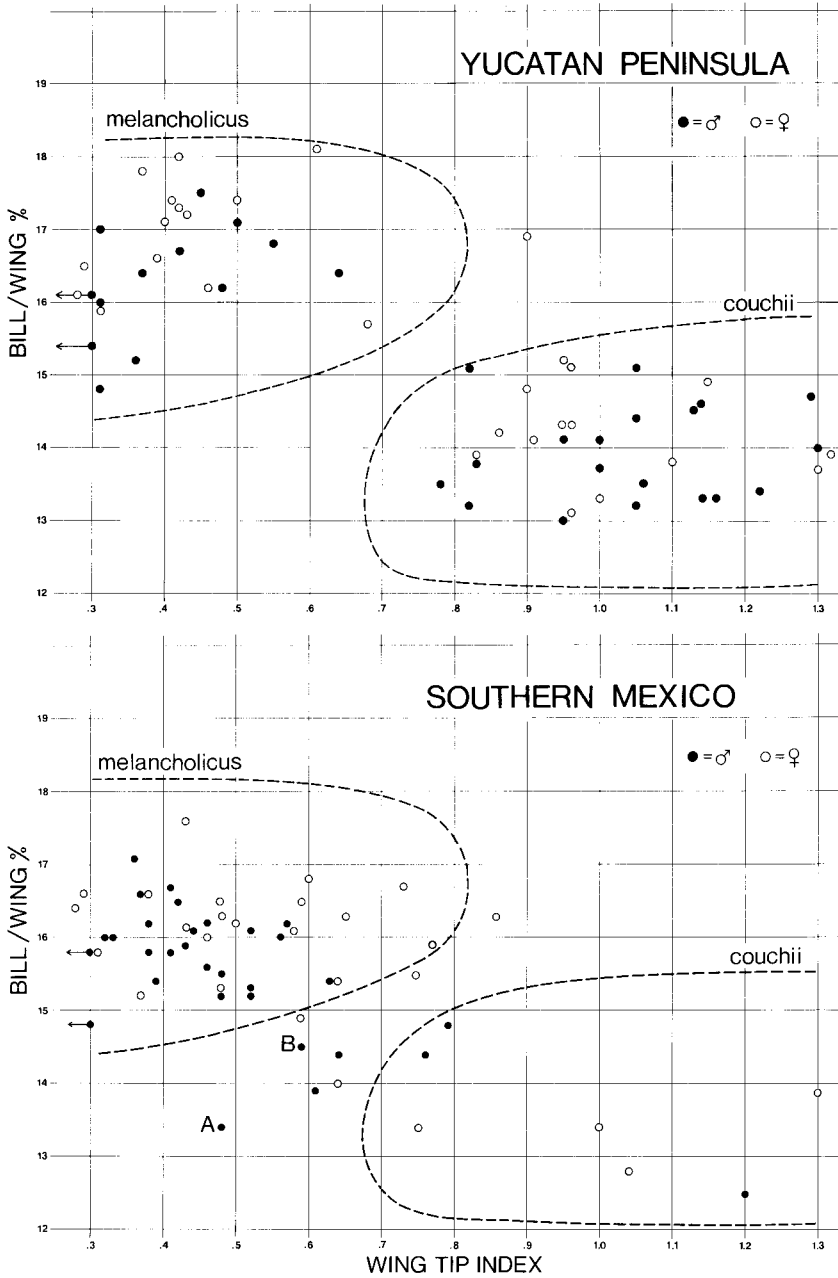 YUCATAN PENINSULA
19
melancholicus
●=♂ ○=♀
18
17
BILL/WING %
16
couchii
15
14
13
12
.3 .4 .5 .6 .7 .8 .9 1.0 1.1 1.2 1.3
SOUTHERN MEXICO
19
melancholicus
●=♂ ○=♀
18
17
BILL/WING %
16
couchii
15
B
14
A
13
12
.3 .4 .5 .6 .7 .8 .9 1.0 1.1 1.2 1.3
WING TIP INDEX